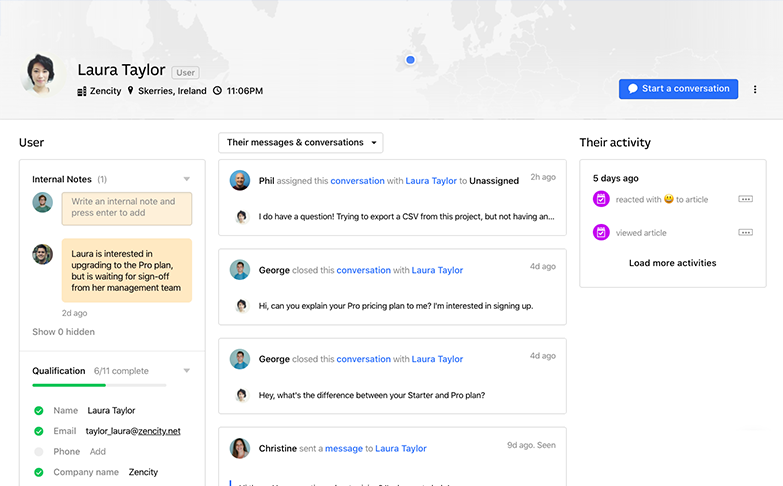 Laura Taylor User
Zencity Skerries, Ireland 11:06PM
Start a conversation
User
Internal Notes (1)
Write an internal note and
press enter to add
Laura is interested in
upgrading to the Pro plan,
but is waiting for sign-off
from her management team
2d ago
Show 0 hidden
Qualification 6/11 complete
Name Laura Taylor
Email taylor_laura@zencity.net
Phone Add
Company name Zencity
Their messages & conversations
Phil assigned this conversation with Laura Taylor to Unassigned 2h ago
I do have a question! Trying to export a CSV from this project, but not having an...
George closed this conversation with Laura Taylor 4d ago
Hi, can you explain your Pro pricing plan to me? I'm interested in signing up.
George closed this conversation with Laura Taylor 4d ago
Hey, what's the difference between your Starter and Pro plan?
Christine sent a message to Laura Taylor 9d ago. Seen
Their activity
5 days ago
reacted with 😃 to article
viewed article
Load more activities